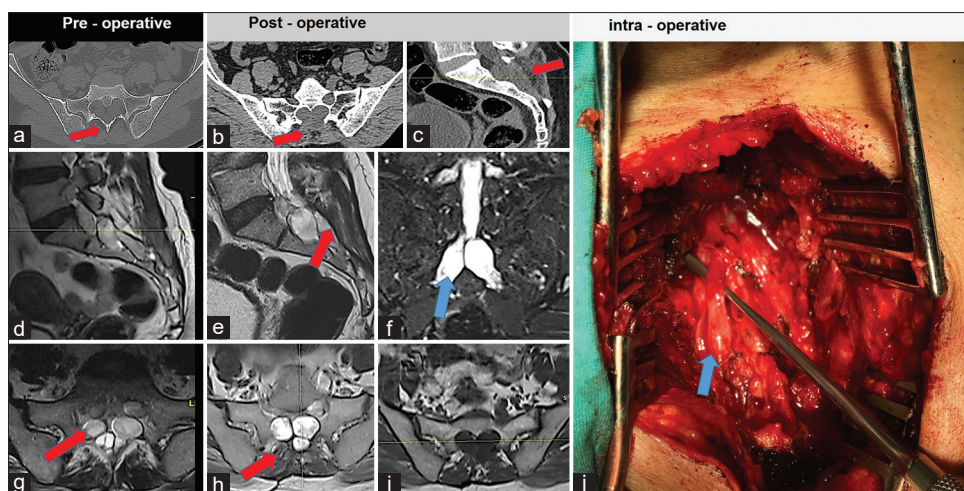 Pre - operative
Post - operative
intra - operative
a
b
c
d
e
f
g
h
i
j
L